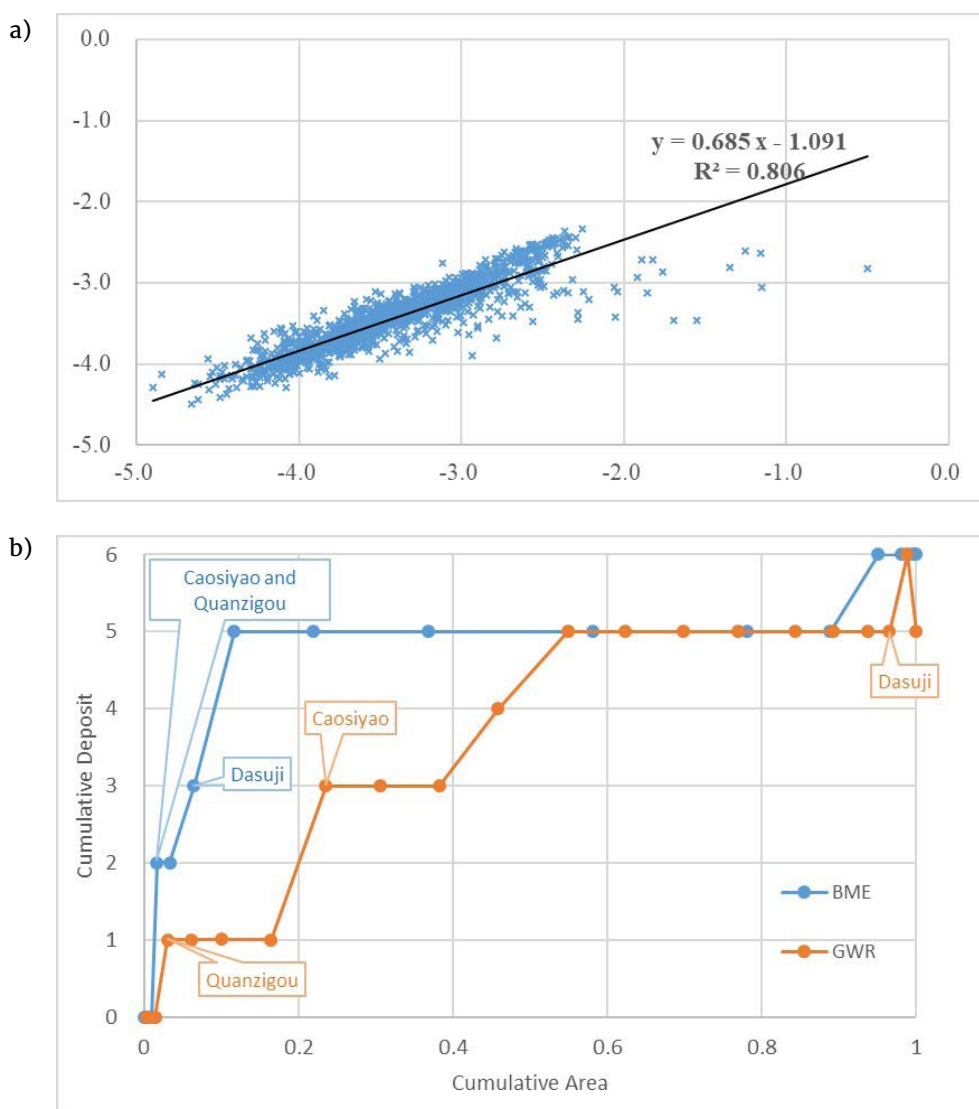 a)
0.0
-1.0
y = 0.685 x - 1.091
R² = 0.806
-2.0
-3.0
-4.0
-5.0
-5.0 -4.0 -3.0 -2.0 -1.0 0.0
b)
6
Caosiyao and
Quanzigou
5
Dasuji
4
Caosiyao
Cumulative Deposit
3
Dasuji
2
BME
1
GWR
Quanzigou
0
0 0.2 0.4 0.6 0.8 1
Cumulative Area